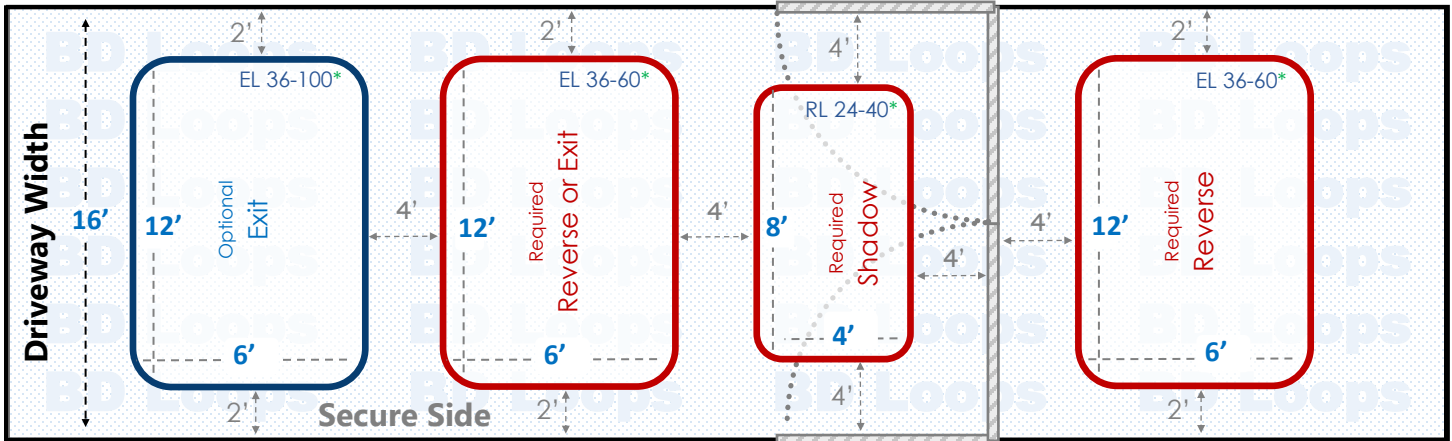 Driveway Width
16'
2'
EL 36-100*
12'
Optional
Exit
6'
2'
4'
2'
EL 36-60*
12'
Required
Reverse or Exit
6'
2'
4'
4'
RL 24-40*
8'
Required
Shadow
4'
4'
4'
4'
2'
EL 36-60*
12'
Required
Reverse
6'
2'
Secure Side
BD Loops